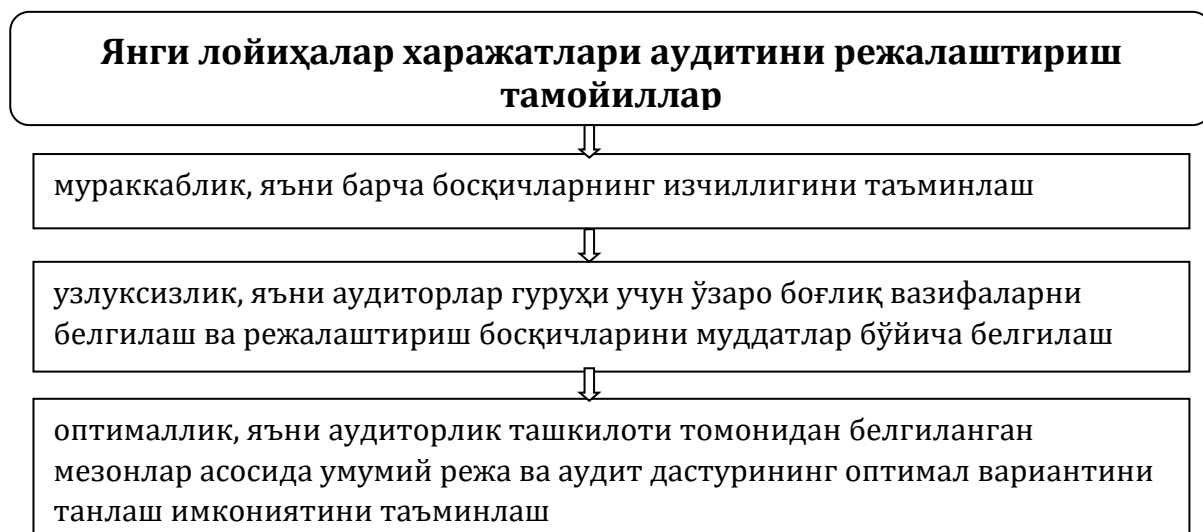 Янги лойиҳалар харажатлари аудитини режалаштириш
тамойиллар
мураккаблик, яъни барча босқичларнинг изчиллигини таъминлаш
узлуксизлик, яъни аудиторлар гуруҳи учун ўзаро боғлиқ вазифаларни
белгилаш ва режалаштириш босқичларини муддатлар бўйича белгилаш
оптималлик, яъни аудиторлик ташкилоти томонидан белгиланган
мезонлар асосида умумий режа ва аудит дастурининг оптимал вариантини
танлаш имкониятини таъминлаш